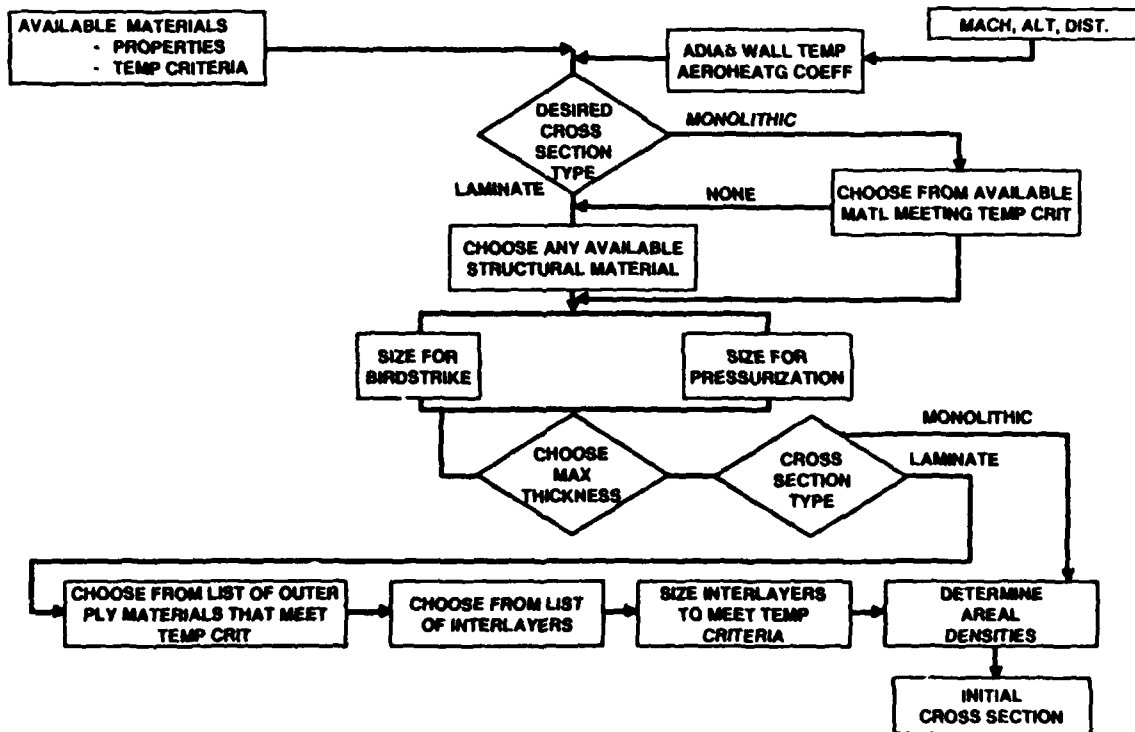 AVAILABLE MATERIALS
- PROPERTIES
- TEMP CRITERIA
MACH, ALT, DIST.
ADIA& WALL TEMP
AEROHEATG COEFF
DESIRED
CROSS
SECTION
TYPE
MONOLITHIC
LAMINATE
NONE
CHOOSE FROM AVAILABLE
MATL MEETING TEMP CRIT
CHOOSE ANY AVAILABLE
STRUCTURAL MATERIAL
SIZE FOR
BIRDSTRIKE
SIZE FOR
PRESSURIZATION
CHOOSE
MAX
THICKNESS
CROSS
SECTION
TYPE
MONOLITHIC
LAMINATE
CHOOSE FROM LIST OF OUTER
PLY MATERIALS THAT MEET
TEMP CRIT
CHOOSE FROM LIST
OF INTERLAYERS
SIZE INTERLAYERS
TO MEET TEMP
CRITERIA
DETERMINE
AREAL
DENSITIES
INITIAL
CROSS SECTION